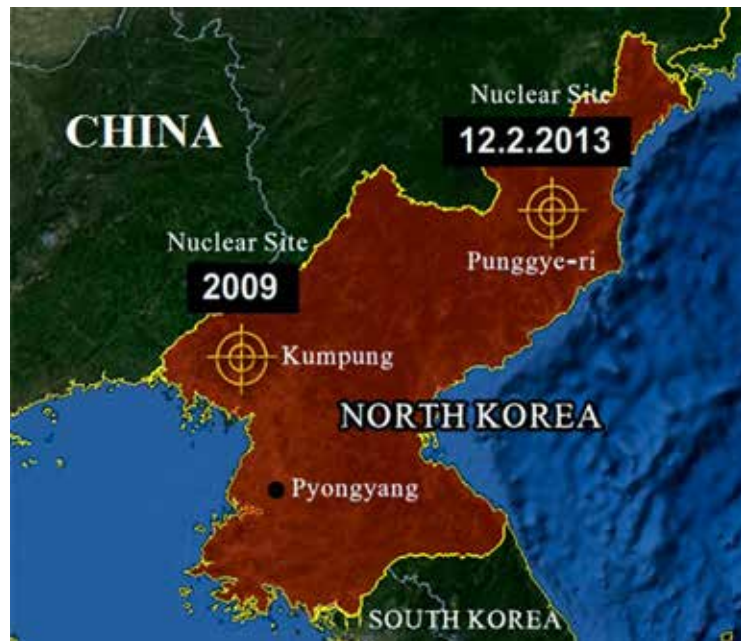 Nuclear Site
12.2.2013
CHINA
Punggye-ri
Nuclear Site
2009
Kumpung
NORTH KOREA
Pyongyang
SOUTH KOREA